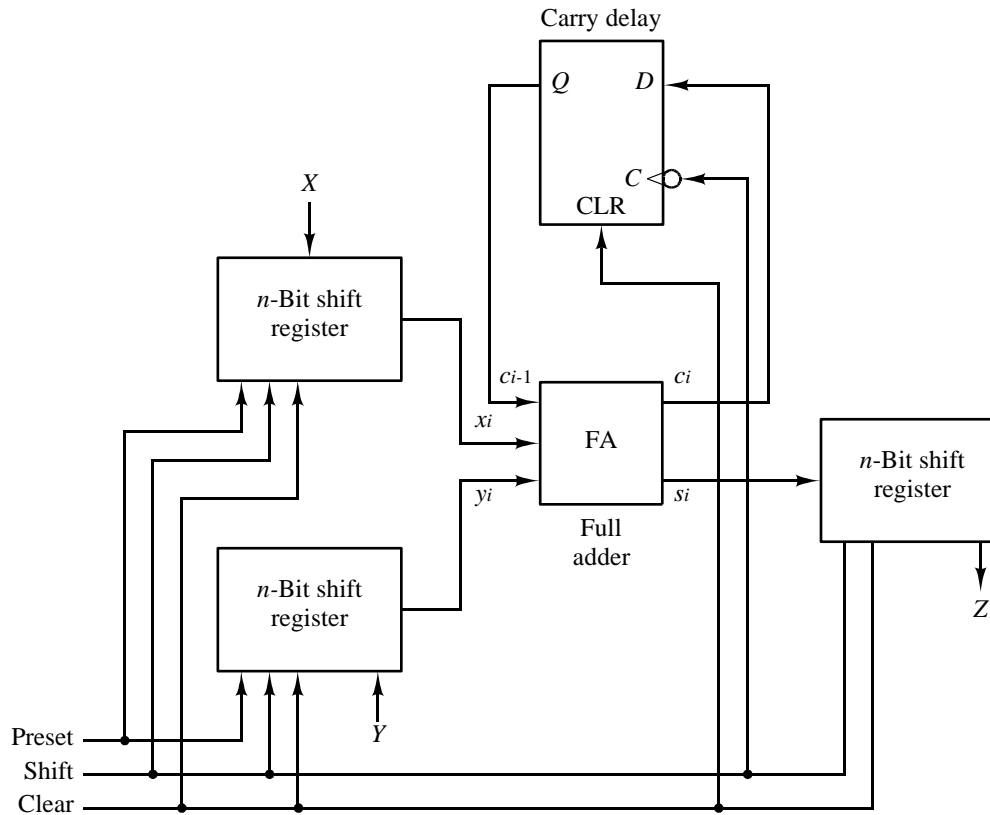 Carry delay
Q
D
C
CLR
X
n-Bit shift
register
ci-1
ci
xi
FA
yi
si
Full
adder
n-Bit shift
register
n-Bit shift
register
Z
Y
Preset
Shift
Clear